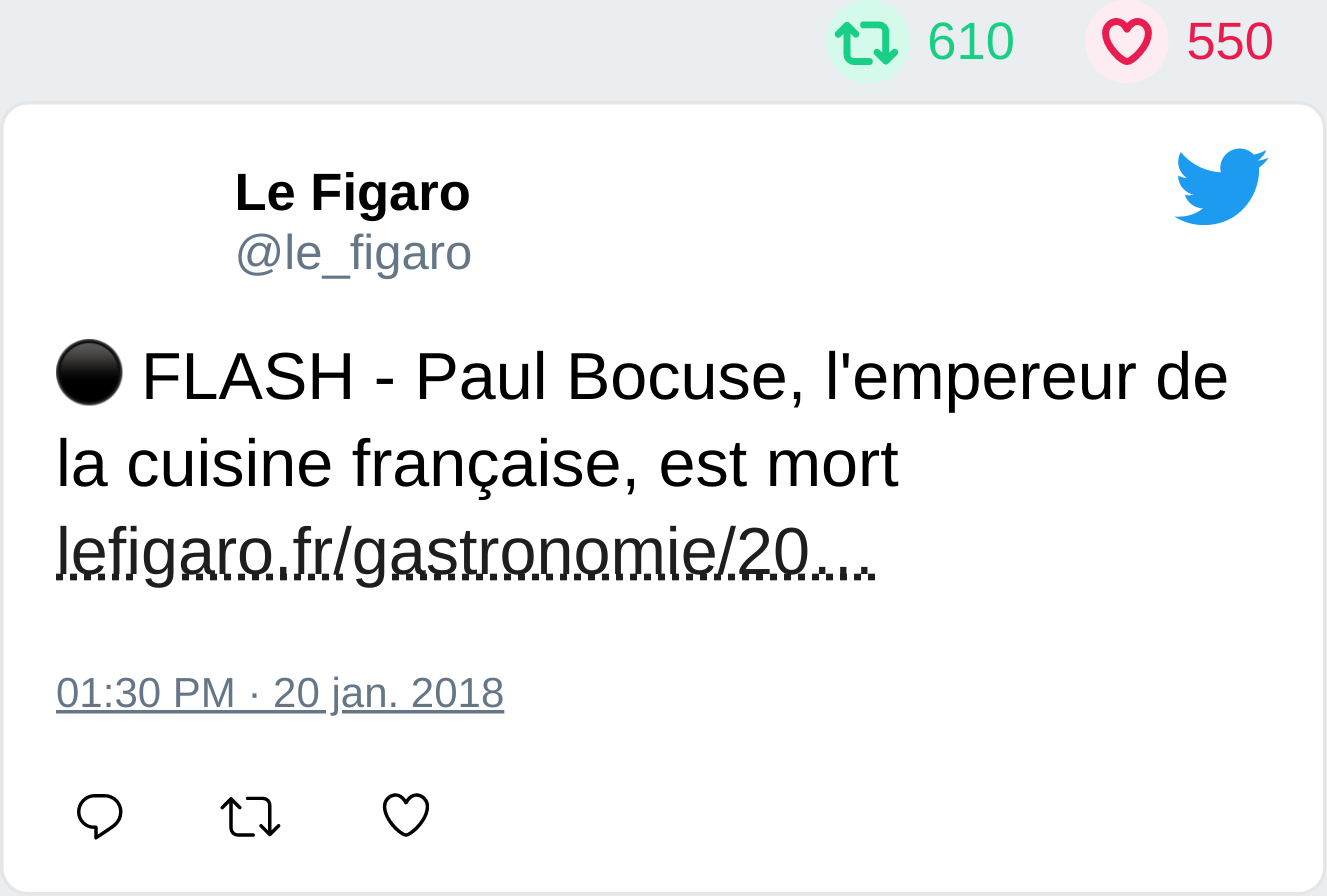 610 550
Le Figaro
@le_figaro
⚫ FLASH - Paul Bocuse, l'empereur de
la cuisine française, est mort
lefigaro.fr/gastronomie/20...
01:30 PM · 20 jan. 2018